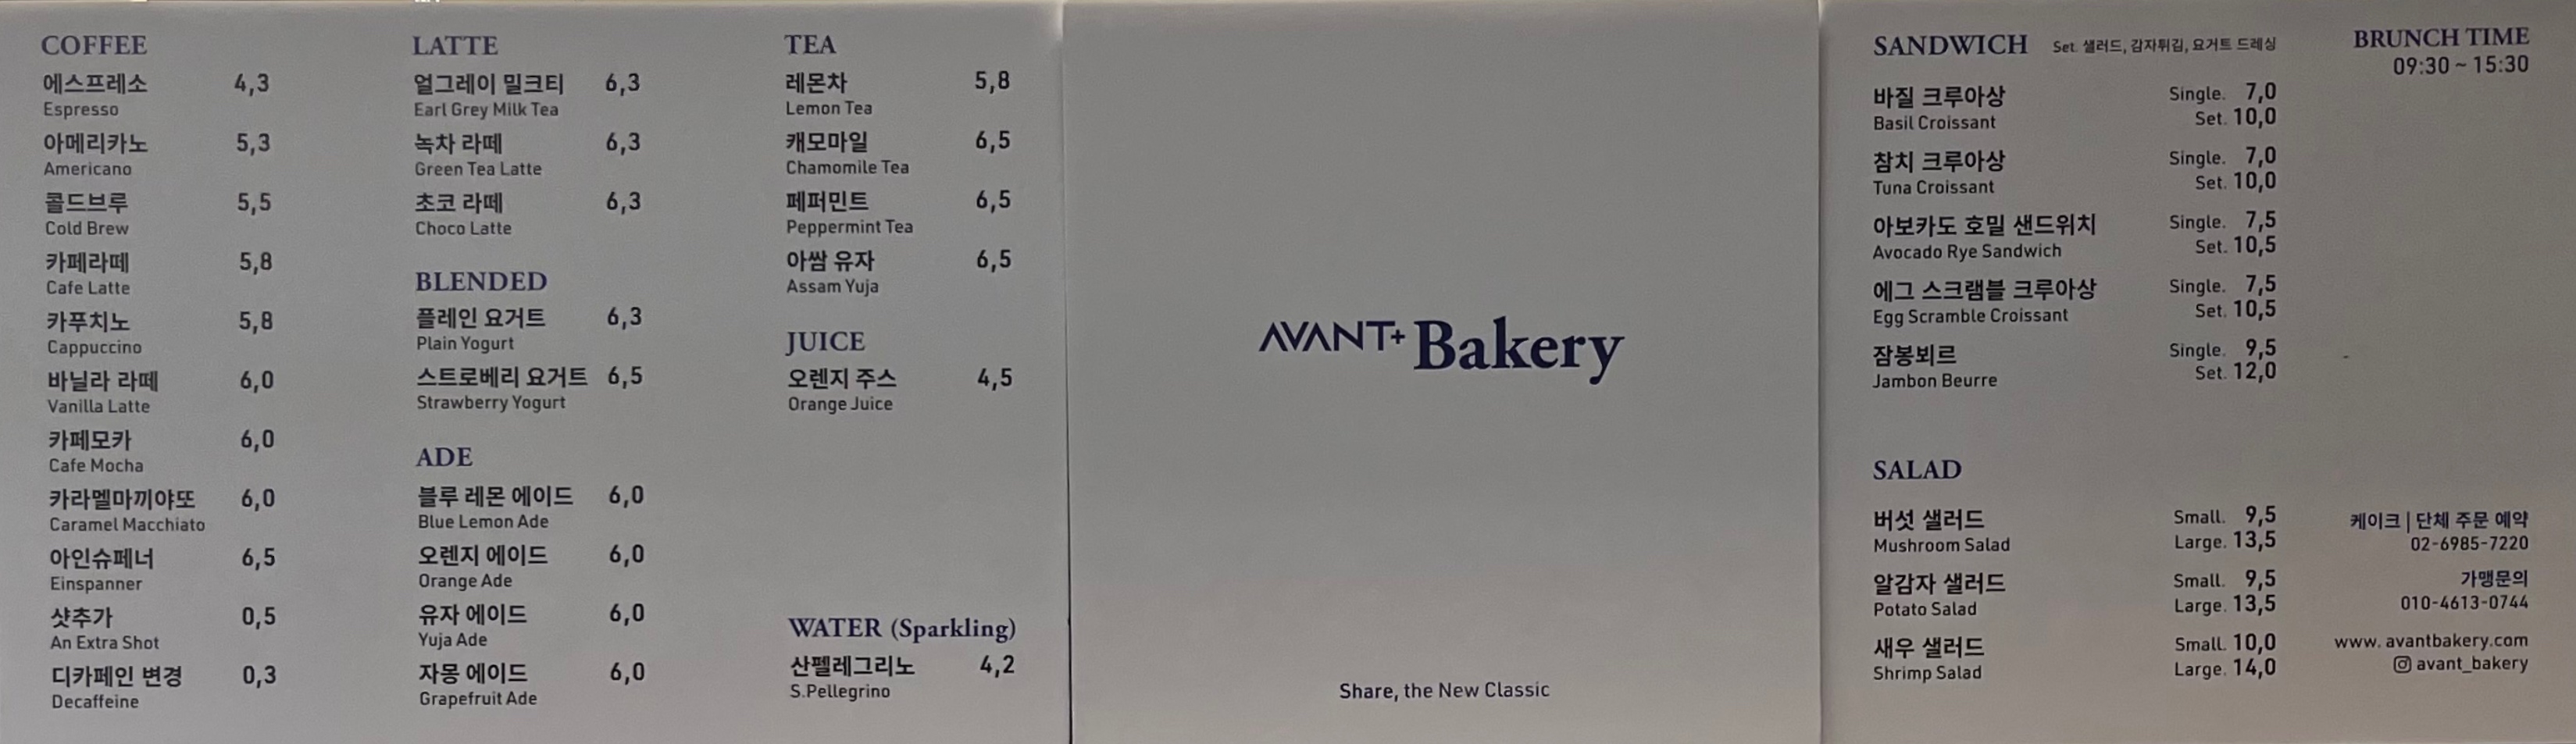 COFFEE
에스프레소 4,3
Espresso
아메리카노 5,3
Americano
콜드브루 5,5
Cold Brew
카페라떼 5,8
Cafe Latte
카푸치노 5,8
Cappuccino
바닐라 라떼 6,0
Vanilla Latte
카페모카 6,0
Cafe Mocha
카라멜마끼야또 6,0
Caramel Macchiato
아인슈페너 6,5
Einspanner
샷추가 0,5
An Extra Shot
디카페인 변경 0,3
Decaffeine
LATTE
얼그레이 밀크티 6,3
Earl Grey Milk Tea
녹차 라떼 6,3
Green Tea Latte
초코 라떼 6,3
Choco Latte
BLENDED
플레인 요거트 6,3
Plain Yogurt
스트로베리 요거트 6,5
Strawberry Yogurt
ADE
블루 레몬 에이드 6,0
Blue Lemon Ade
오렌지 에이드 6,0
Orange Ade
유자 에이드 6,0
Yuja Ade
자몽 에이드 6,0
Grapefruit Ade
TEA
레몬차 5,8
Lemon Tea
캐모마일 6,5
Chamomile Tea
페퍼민트 6,5
Peppermint Tea
아쌈 유자 6,5
Assam Yuja
JUICE
오렌지 주스 4,5
Orange Juice
WATER (Sparkling)
산펠레그리노 4,2
S.Pellegrino
AVANT+ Bakery
Share, the New Classic
SANDWICH Set. 샐러드, 감자튀김, 요거트 드레싱
바질 크루아상 Single. 7,0
Basil Croissant Set. 10,0
참치 크루아상 Single. 7,0
Tuna Croissant Set. 10,0
아보카도 호밀 샌드위치 Single. 7,5
Avocado Rye Sandwich Set. 10,5
에그 스크램블 크루아상 Single. 7,5
Egg Scramble Croissant Set. 10,5
잠봉뵈르 Single. 9,5
Jambon Beurre Set. 12,0
SALAD
버섯 샐러드 Small. 9,5
Mushroom Salad Large. 13,5
알감자 샐러드 Small. 9,5
Potato Salad Large. 13,5
새우 샐러드 Small. 10,0
Shrimp Salad Large. 14,0
BRUNCH TIME
09:30 ~ 15:30
케이크 | 단체 주문 예약
02-6985-7220
가맹문의
010-4613-0744
www. avantbakery.com
avant_bakery